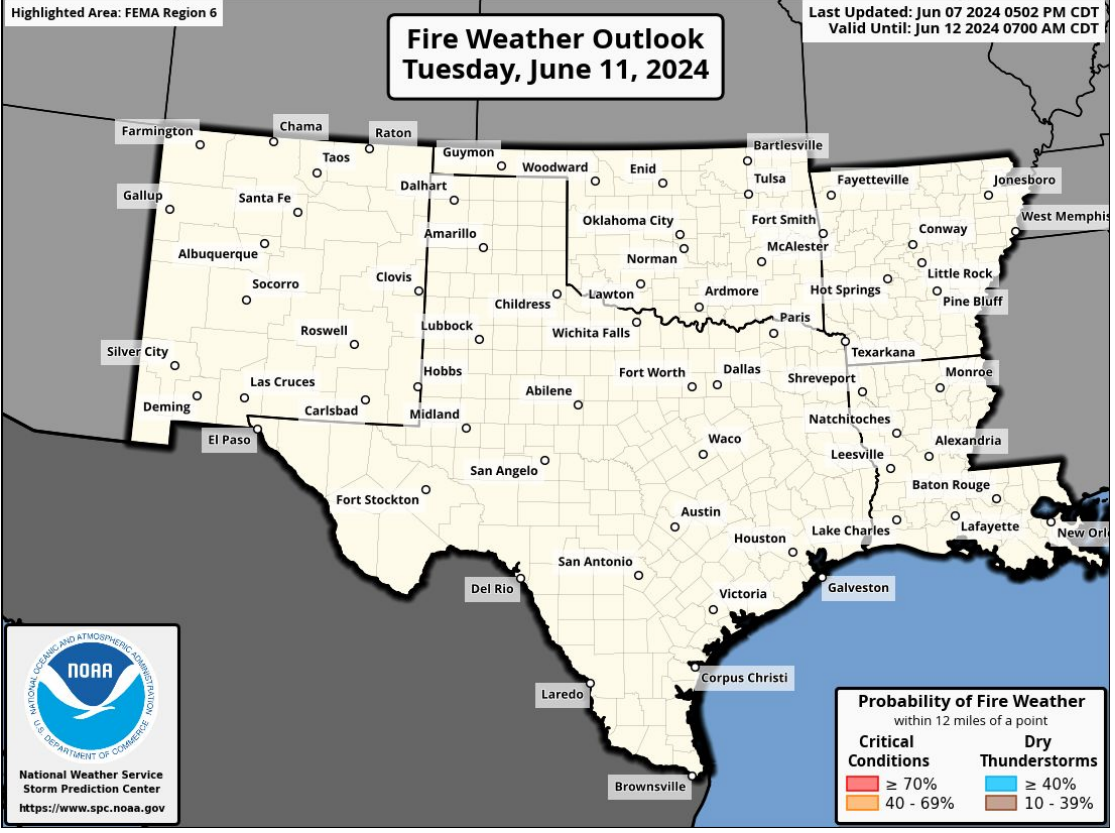 Highlighted Area: FEMA Region 6
Last Updated: Jun 07 2024 0502 PM CDT
Valid Until: Jun 12 2024 0700 AM CDT
Fire Weather Outlook
Tuesday, June 11, 2024
Farmington
Chama
Raton
Taos
Guymon
Woodward
Enid
Bartlesville
Tulsa
Fayetteville
Jonesboro
Gallup
Santa Fe
Dalhart
Amarillo
Oklahoma City
Fort Smith
West Memphis
Albuquerque
Norman
McAlester
Conway
Socorro
Clovis
Childress
Lawton
Ardmore
Hot Springs
Little Rock
Pine Bluff
Roswell
Lubbock
Wichita Falls
Paris
Silver City
Texarkana
Las Cruces
Hobbs
Abilene
Fort Worth
Dallas
Shreveport
Monroe
Deming
Carlsbad
Midland
Natchitoches
El Paso
Waco
Leesville
Alexandria
San Angelo
Fort Stockton
Baton Rouge
Austin
Houston
Lake Charles
Lafayette
New Orl
San Antonio
Del Rio
Victoria
Galveston
Laredo
Corpus Christi
Brownsville
NATIONAL OCEANIC AND ATMOSPHERIC ADMINISTRATION
NOAA
U.S. DEPARTMENT OF COMMERCE
National Weather Service
Storm Prediction Center
https://www.spc.noaa.gov
Probability of Fire Weather
within 12 miles of a point
Critical Conditions
≥ 70%
40 - 69%
Dry Thunderstorms
≥ 40%
10 - 39%